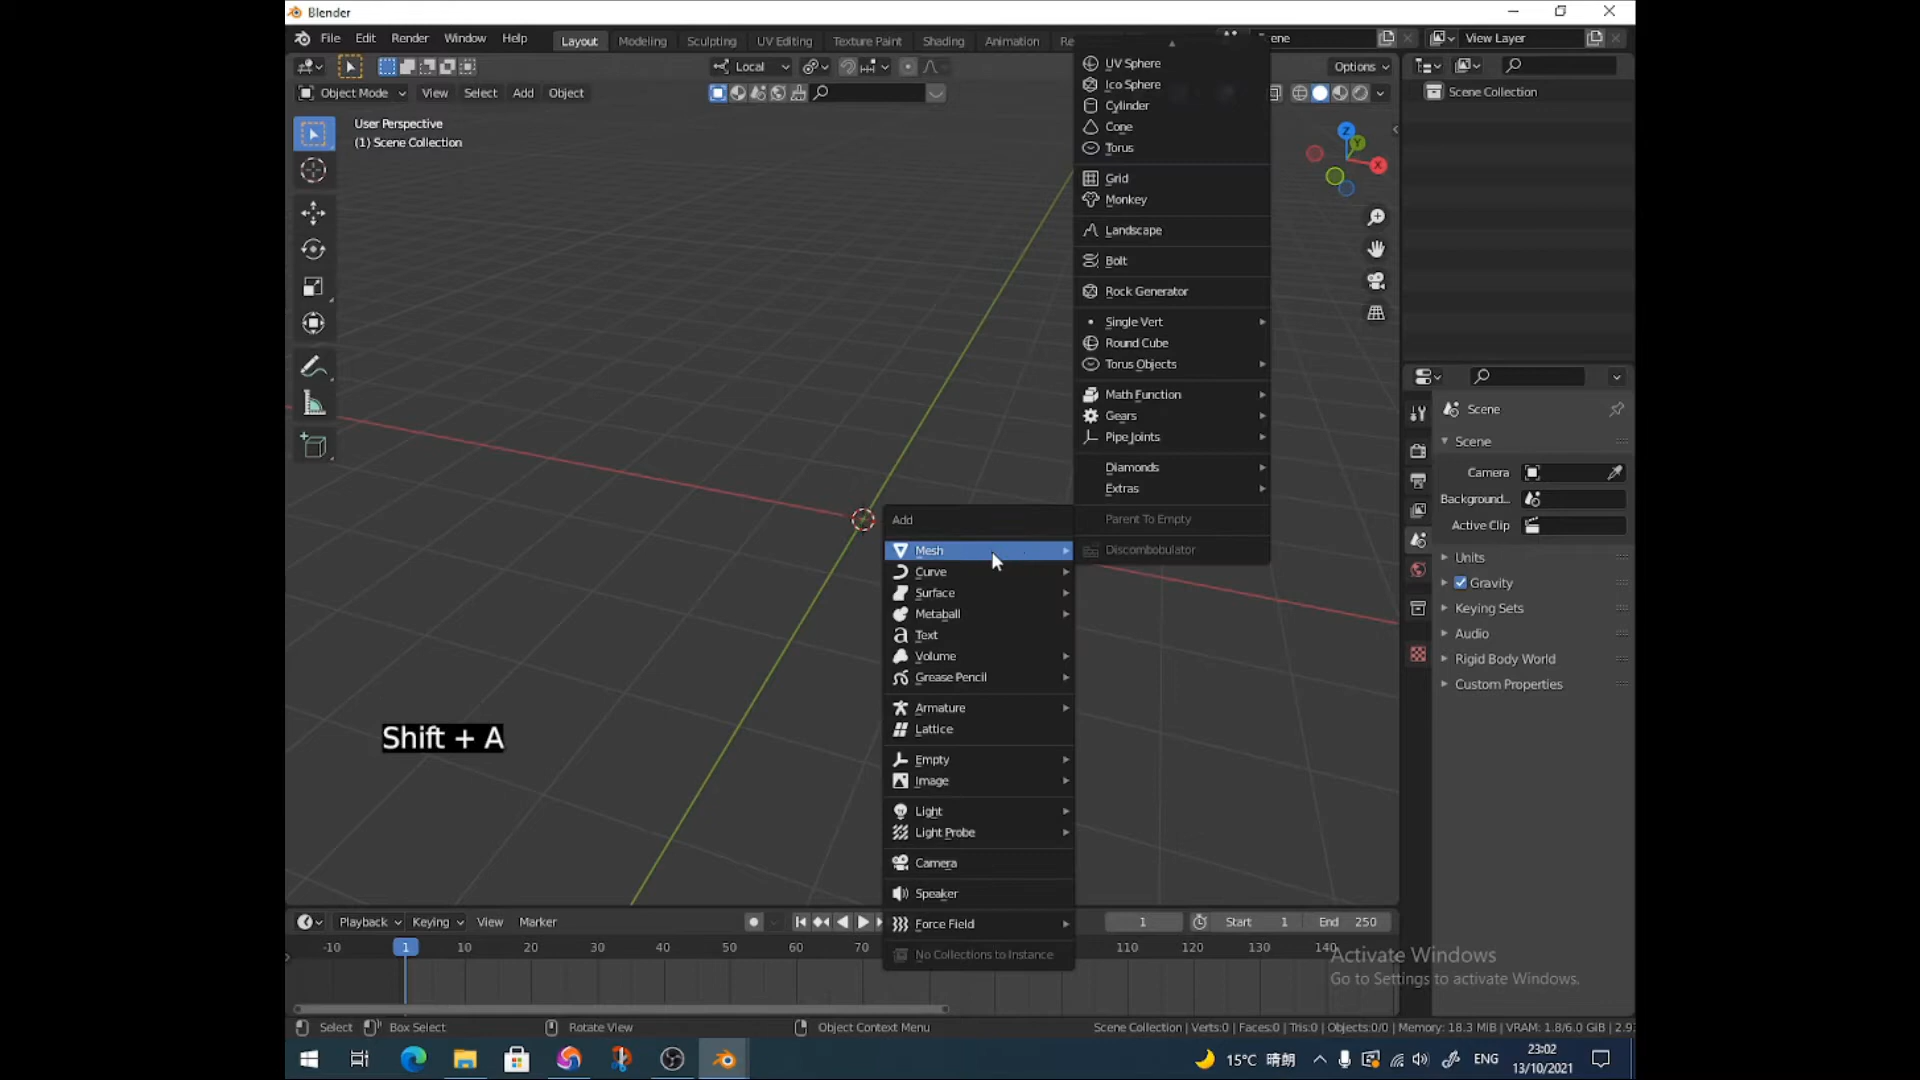 Blender
File Edit Render Window Help Layout Modeling Sculpting UV Editing Texture Paint Shading Animation Re ene View Layer
Local Options
Object Mode View Select Add Object
Scene Collection
User Perspective
(1) Scene Collection
Z
Y
X
UV Sphere
Ico Sphere
Cylinder
Cone
Torus
Grid
Monkey
Landscape
Bolt
Rock Generator
Single Vert
Round Cube
Torus Objects
Math Function
Gears
Pipe Joints
Diamonds
Extras
Parent To Empty
Discombobulator
Add
Mesh
Curve
Surface
Metaball
Text
Volume
Grease Pencil
Armature
Lattice
Empty
Image
Light
Light Probe
Camera
Speaker
Force Field
No Collections to Instance
Shift + A
Scene
Scene
Camera
Background..
Active Clip
Units
Gravity
Keying Sets
Audio
Rigid Body World
Custom Properties
Playback Keying View Marker 1 Start 1 End 250
-10 1 10 20 30 40 50 60 70 110 120 130 140
Activate Windows
Go to Settings to activate Windows.
Select Box Select Rotate View Object Context Menu Scene Collection | Verts:0 | Faces:0 | Tris:0 | Objects:0/0 | Memory: 18.3 MiB | VRAM: 1.8/6.0 GiB | 2.9
15°C 晴朗 ENG 23:02
13/10/2021